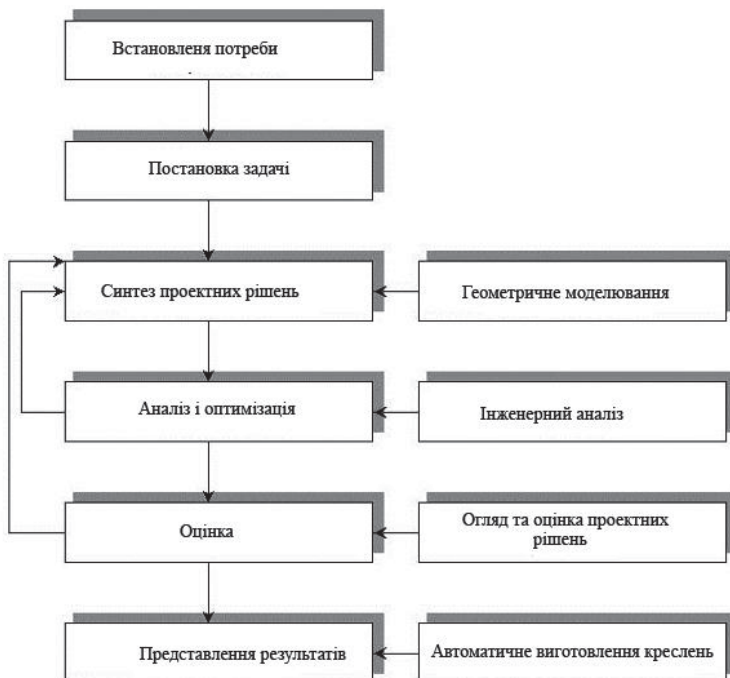 Встановленя потреби
Постановка задачі
Синтез проектних рішень
Геометричне моделювання
Аналіз і оптимізація
Інженерний аналіз
Оцінка
Огляд та оцінка проектних
рішень
Представлення результатів
Автоматичне виготовлення креслень